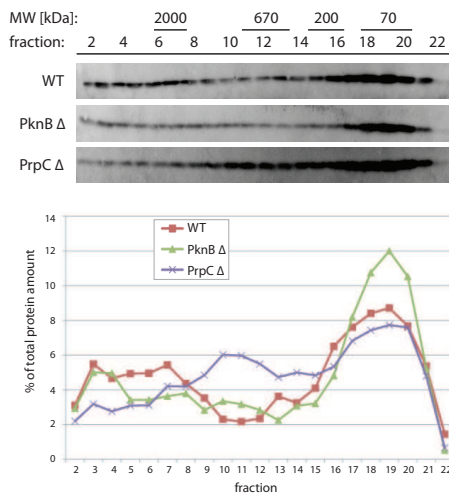 MW [kDa]: 2000 670 200 70
fraction: 2 4 6 8 10 12 14 16 18 20 22
WT
PknB Δ
PrpC Δ
14
WT
12
PknB Δ
PrpC Δ
10
8
6
4
2
0
% of total protein amount
2 3 4 5 6 7 8 9 10 11 12 13 14 15 16 17 18 19 20 21 22
fraction